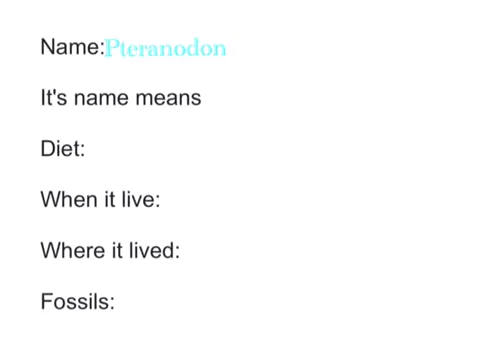 Name:Pteranodon
It's name means
Diet:
When it live:
Where it lived:
Fossils: